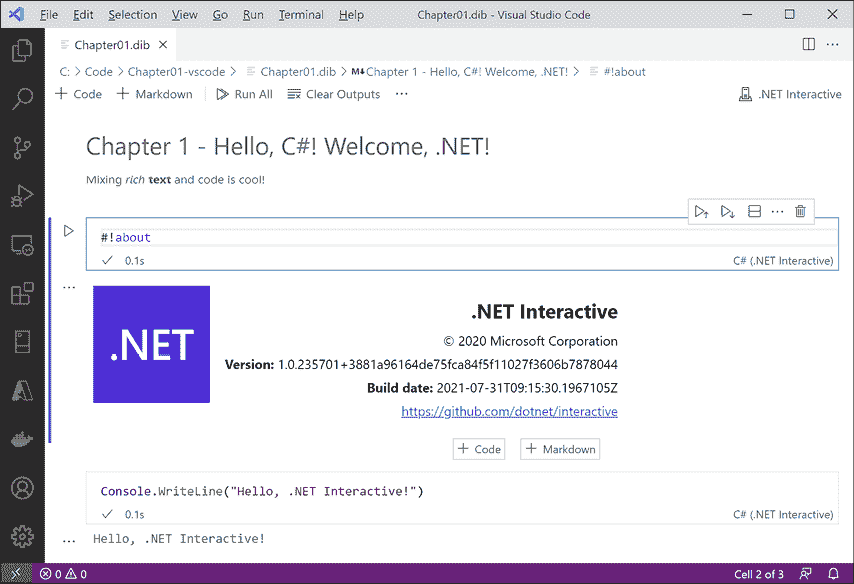 File Edit Selection View Go Run Terminal Help Chapter01.dib - Visual Studio Code
Chapter01.dib
C: > Code > Chapter01-vscode > Chapter01.dib > M↓Chapter 1 - Hello, C#! Welcome, .NET! > #!about
+ Code + Markdown Run All Clear Outputs ... .NET Interactive
Chapter 1 - Hello, C#! Welcome, .NET!
Mixing rich text and code is cool!
#!about
0.1s C# (.NET Interactive)
.NET
.NET Interactive
© 2020 Microsoft Corporation
Version: 1.0.235701+3881a96164de75fca84f5f11027f3606b7878044
Build date: 2021-07-31T09:15:30.1967105Z
https://github.com/dotnet/interactive
+ Code + Markdown
Console.WriteLine("Hello, .NET Interactive!")
0.1s C# (.NET Interactive)
Hello, .NET Interactive!
0 0 Cell 2 of 3